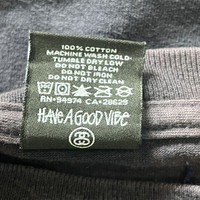 100% COTTON
MACHINE WASH COLD
TUMBLE DRY LOW
DO NOT BLEACH
DO NOT IRON
DO NOT DRY CLEAN
RN# 94974 CA# 28629
HAVE A GOOD VIBE